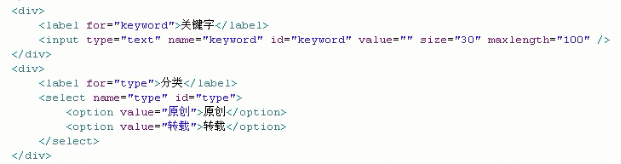 <div>
<label for="keyword">关键字</label>
<input type="text" name="keyword" id="keyword" value="" size="30" maxlength="100" />
</div>
<div>
<label for="type">分类</label>
<select name="type" id="type">
<option value="原创">原创</option>
<option value="转载">转载</option>
</select>
</div>